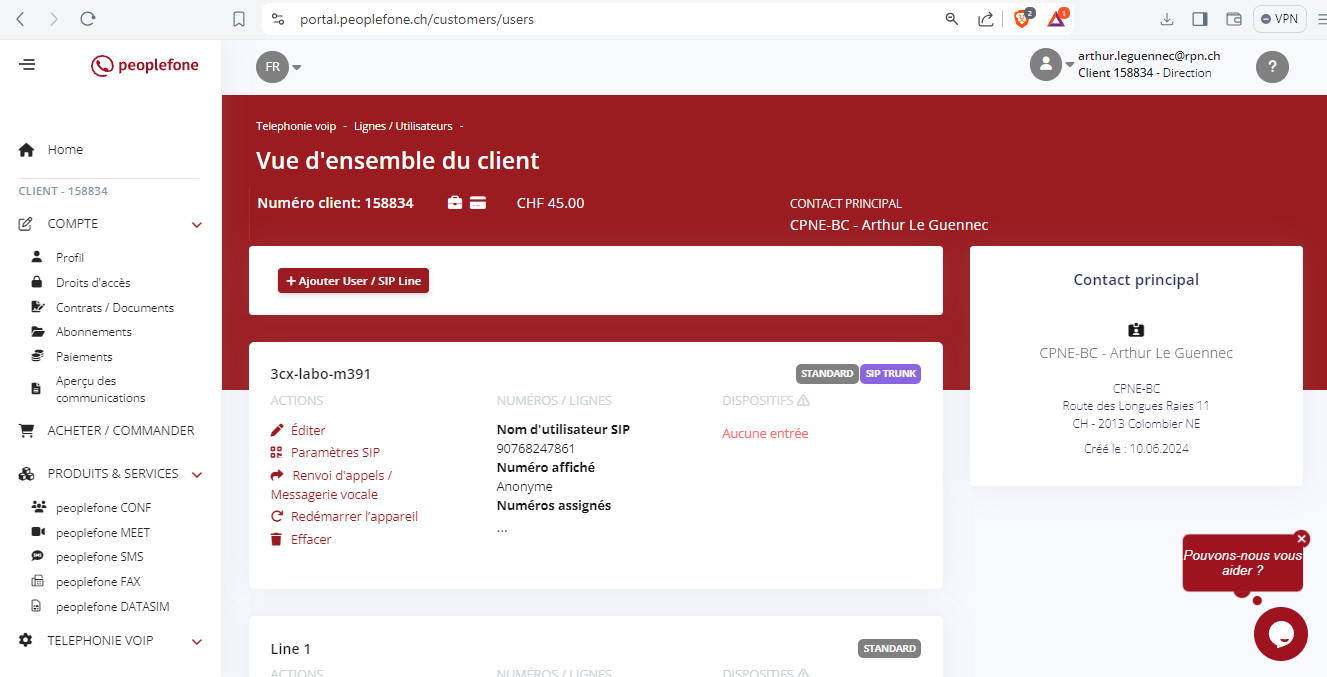 portal.peoplefone.ch/customers/users
2
1
VPN
peoplefone
FR
arthur.leguennec@rpn.ch
Client 158834 - Direction
?
Home
CLIENT - 158834
COMPTE
Profil
Droits d'accès
Contrats / Documents
Abonnements
Paiements
Aperçu des
communications
ACHETER / COMMANDER
PRODUITS & SERVICES
peoplefone CONF
peoplefone MEET
peoplefone SMS
peoplefone FAX
peoplefone DATASIM
TELEPHONIE VOIP
Telephonie voip - Lignes / Utilisateurs -
Vue d'ensemble du client
Numéro client: 158834
CHF 45.00
CONTACT PRINCIPAL
CPNE-BC - Arthur Le Guennec
+ Ajouter User / SIP Line
3cx-labo-m391
STANDARD
SIP TRUNK
ACTIONS
Éditer
Paramètres SIP
Renvoi d'appels /
Messagerie vocale
Redémarrer l'appareil
Effacer
NUMÉROS / LIGNES
Nom d'utilisateur SIP
90768247861
Numéro affiché
Anonyme
Numéros assignés
...
DISPOSITIFS
Aucune entrée
Line 1
STANDARD
ACTIONS
NUMÉROS / LIGNES
DISPOSITIFS
Contact principal
CPNE-BC - Arthur Le Guennec
CPNE-BC
Route des Longues Raies 11
CH - 2013 Colombier NE
Créé le : 10.06.2024
Pouvons-nous vous
aider ?